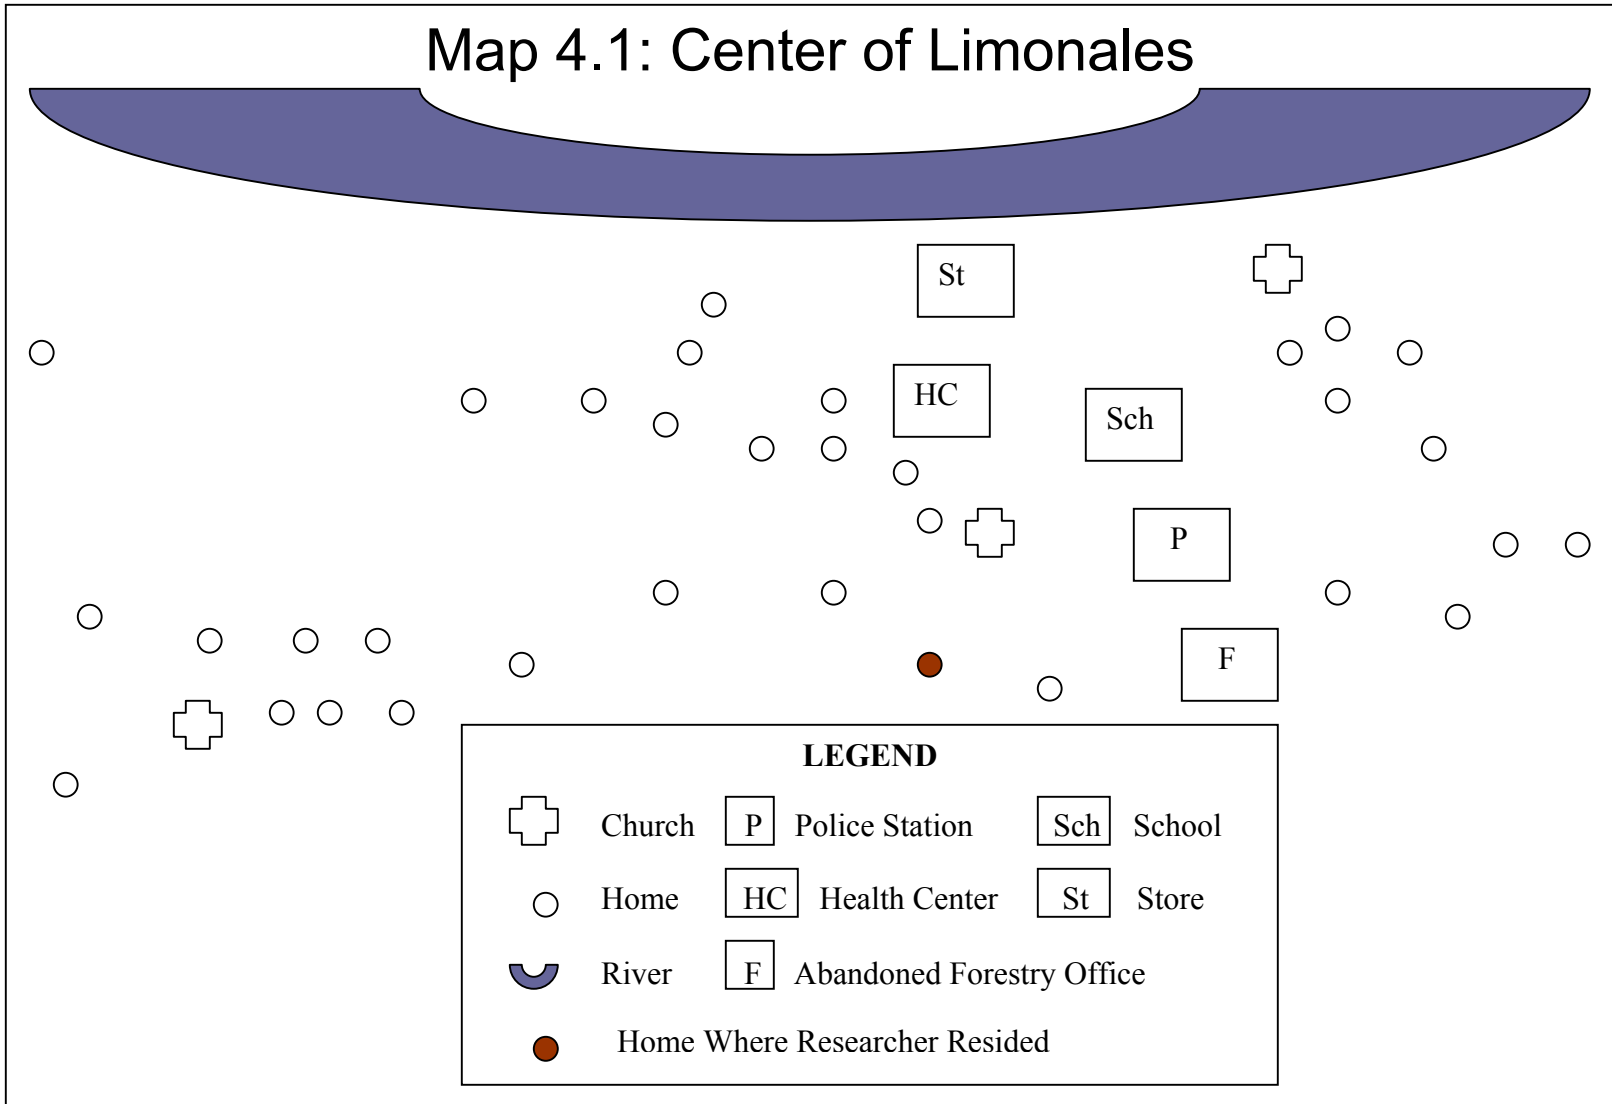 Map 4.1: Center of Limonales
St
HC
Sch
P
F
LEGEND
Church P Police Station Sch School
Home HC Health Center St Store
River F Abandoned Forestry Office
Home Where Researcher Resided